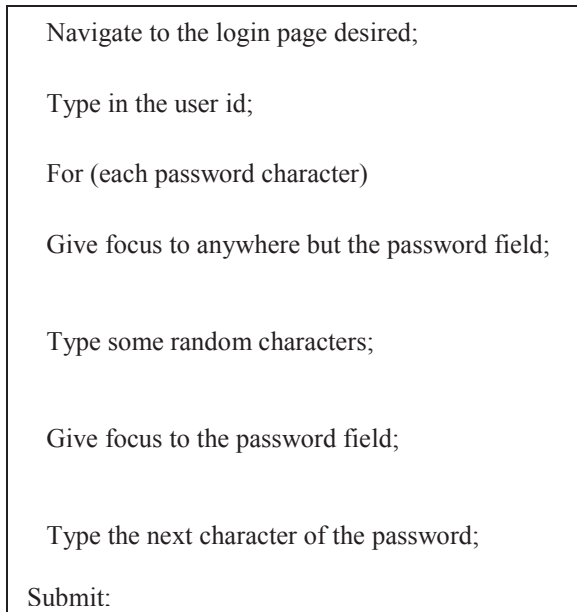 Navigate to the login page desired;
Type in the user id;
For (each password character)
Give focus to anywhere but the password field;
Type some random characters;
Give focus to the password field;
Type the next character of the password;
Submit;